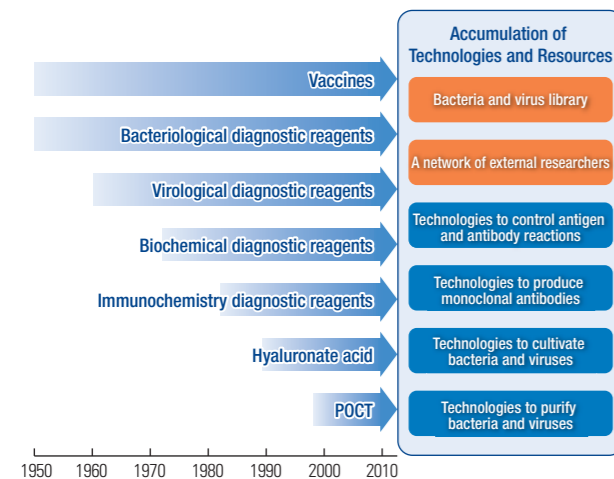 Accumulation of
Technologies and Resources
Vaccines
Bacteria and virus library
Bacteriological diagnostic reagents
A network of external researchers
Virological diagnostic reagents
Technologies to control antigen
and antibody reactions
Biochemical diagnostic reagents
Technologies to produce
monoclonal antibodies
Immunochemistry diagnostic reagents
Technologies to cultivate
bacteria and viruses
Hyaluronate acid
Technologies to purify
bacteria and viruses
POCT
1950 1960 1970 1980 1990 2000 2010